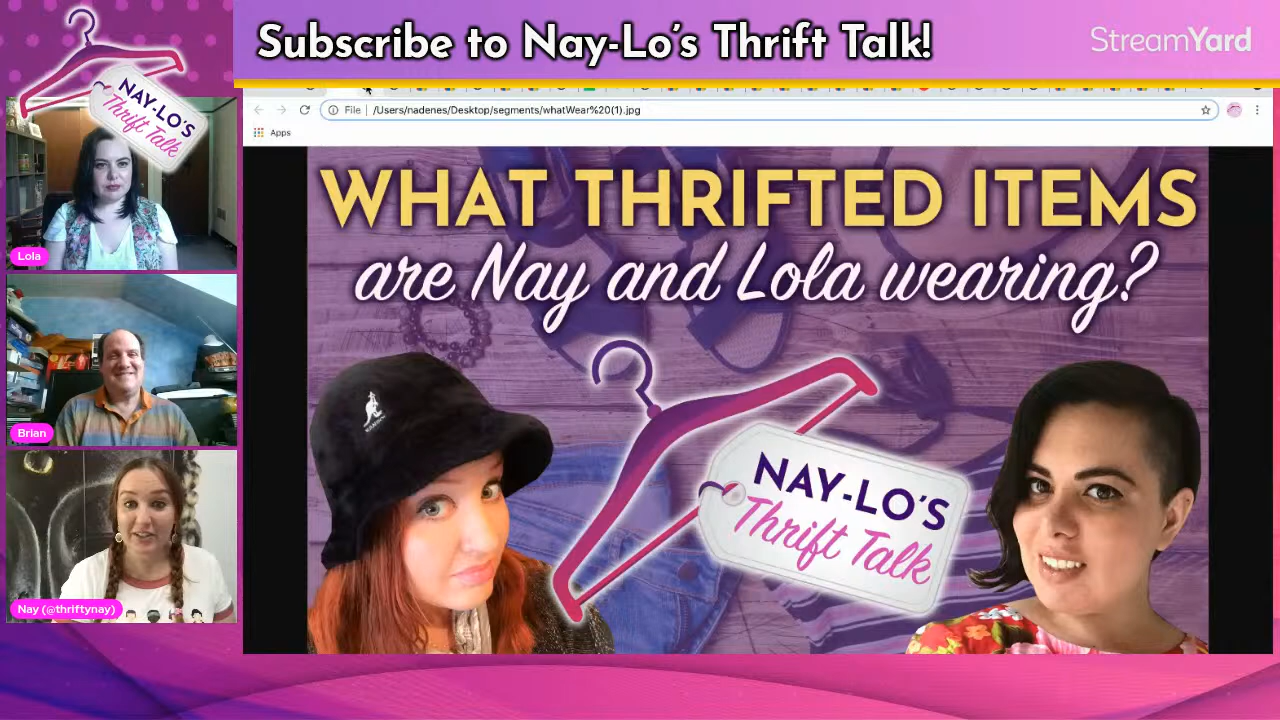 Subscribe to Nay-Lo's Thrift Talk!
StreamYard
NAY-LO'S
Thrift Talk
Lola
Brian
Nay (@thriftynay)
File
/Users/nadenes/Desktop/segments/whatWear%20(1).jpg
Apps
WHAT THRIFTED ITEMS
are Nay and Lola wearing?
KANGOL
NAY-LO'S
Thrift Talk